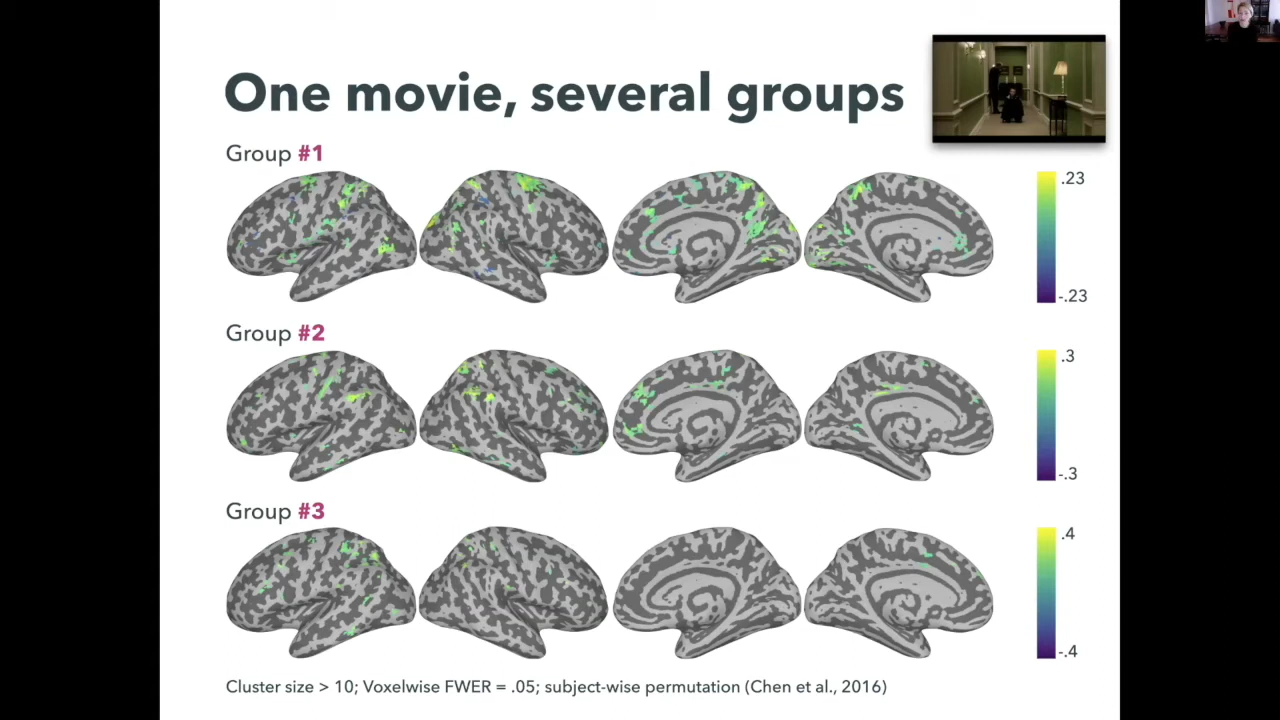 One movie, several groups
Group #1
.23
-.23
Group #2
.3
-.3
Group #3
.4
-.4
Cluster size > 10; Voxelwise FWER = .05; subject-wise permutation (Chen et al., 2016)